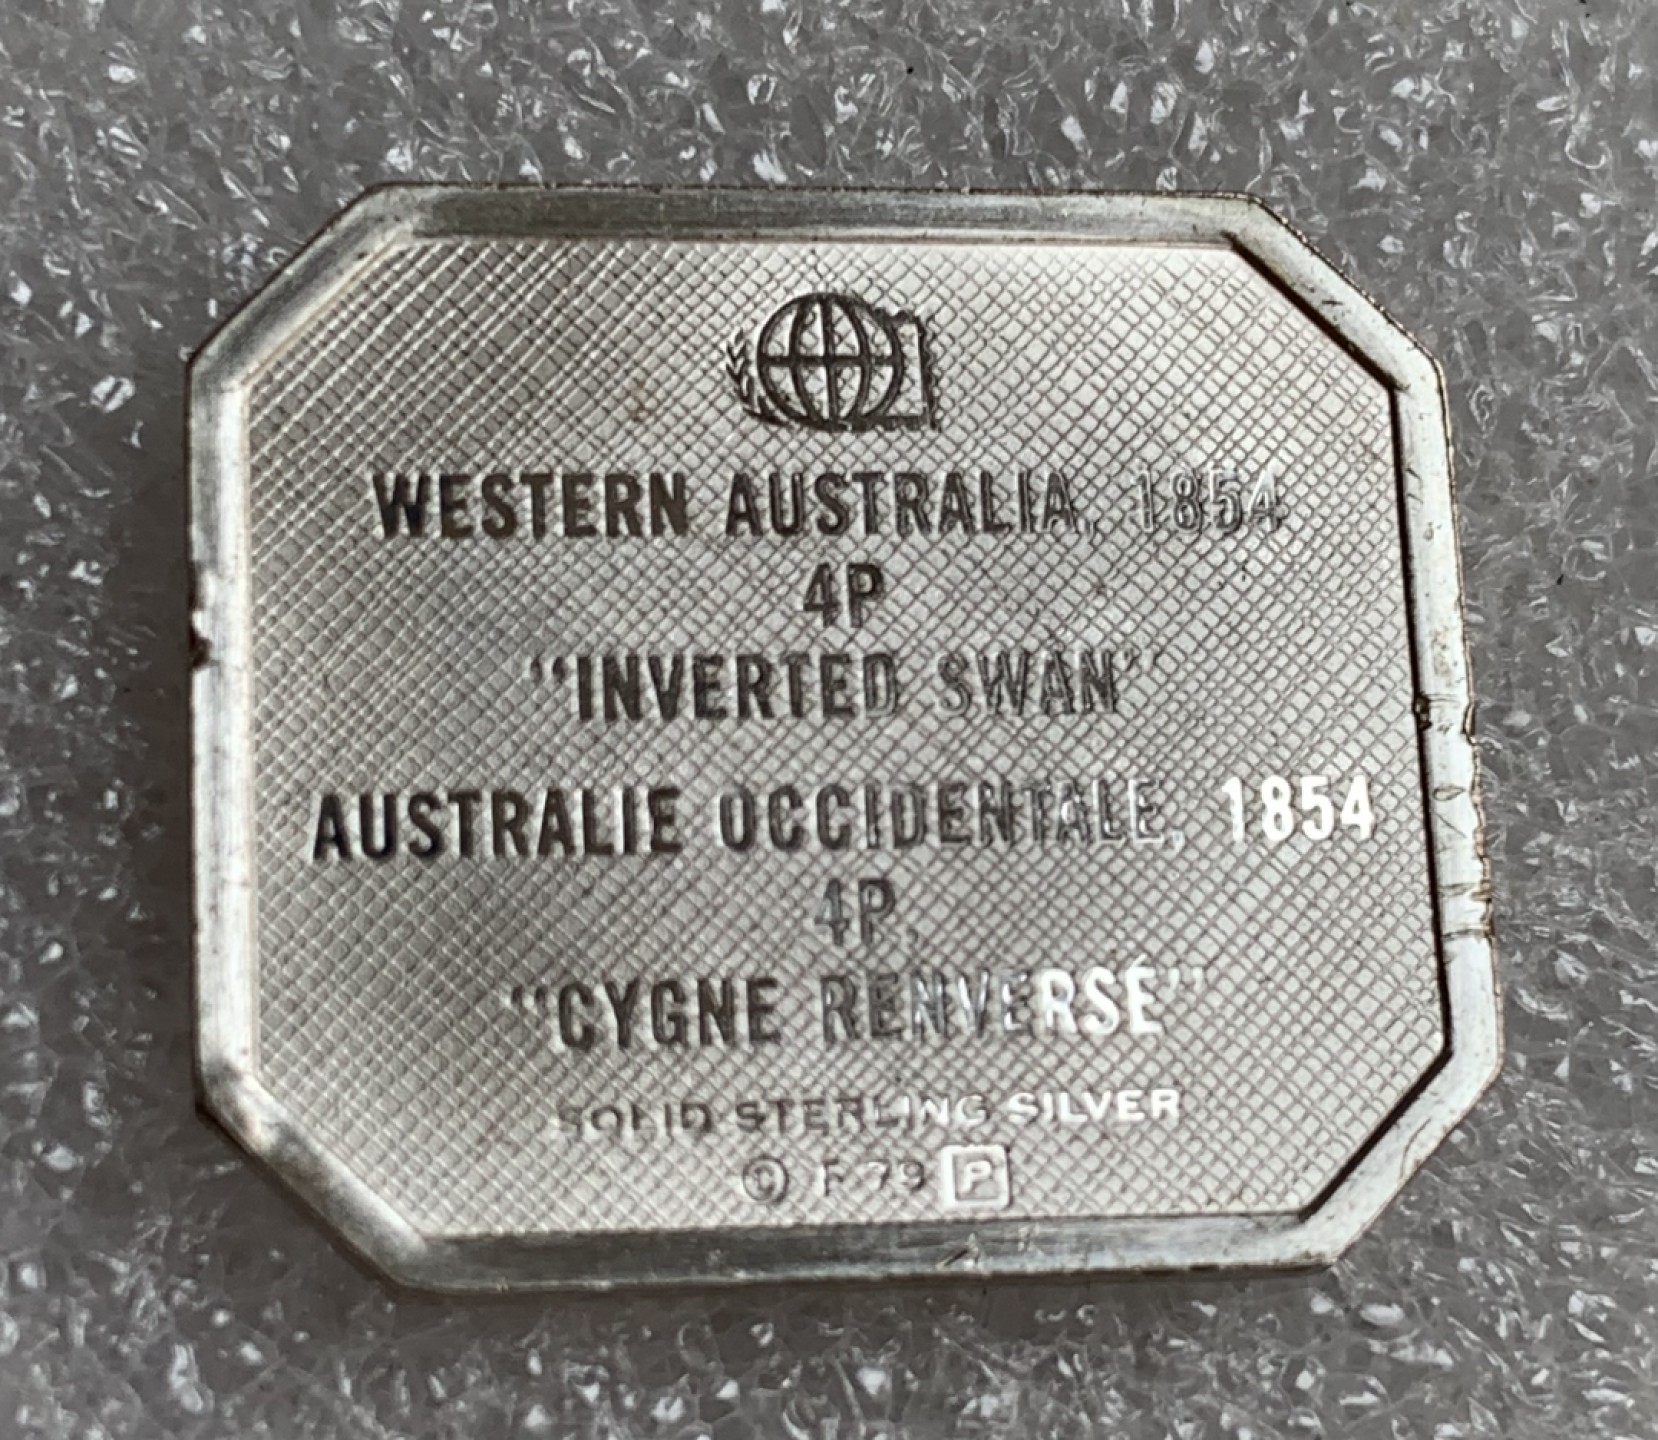 WESTERN AUSTRALIA, 1854
4P
"INVERTED SWAN"
AUSTRALIE OCCIDENTALE, 1854
4P
"CYGNE RENVERSÉ"
SOLID STERLING SILVER
© F 79 P